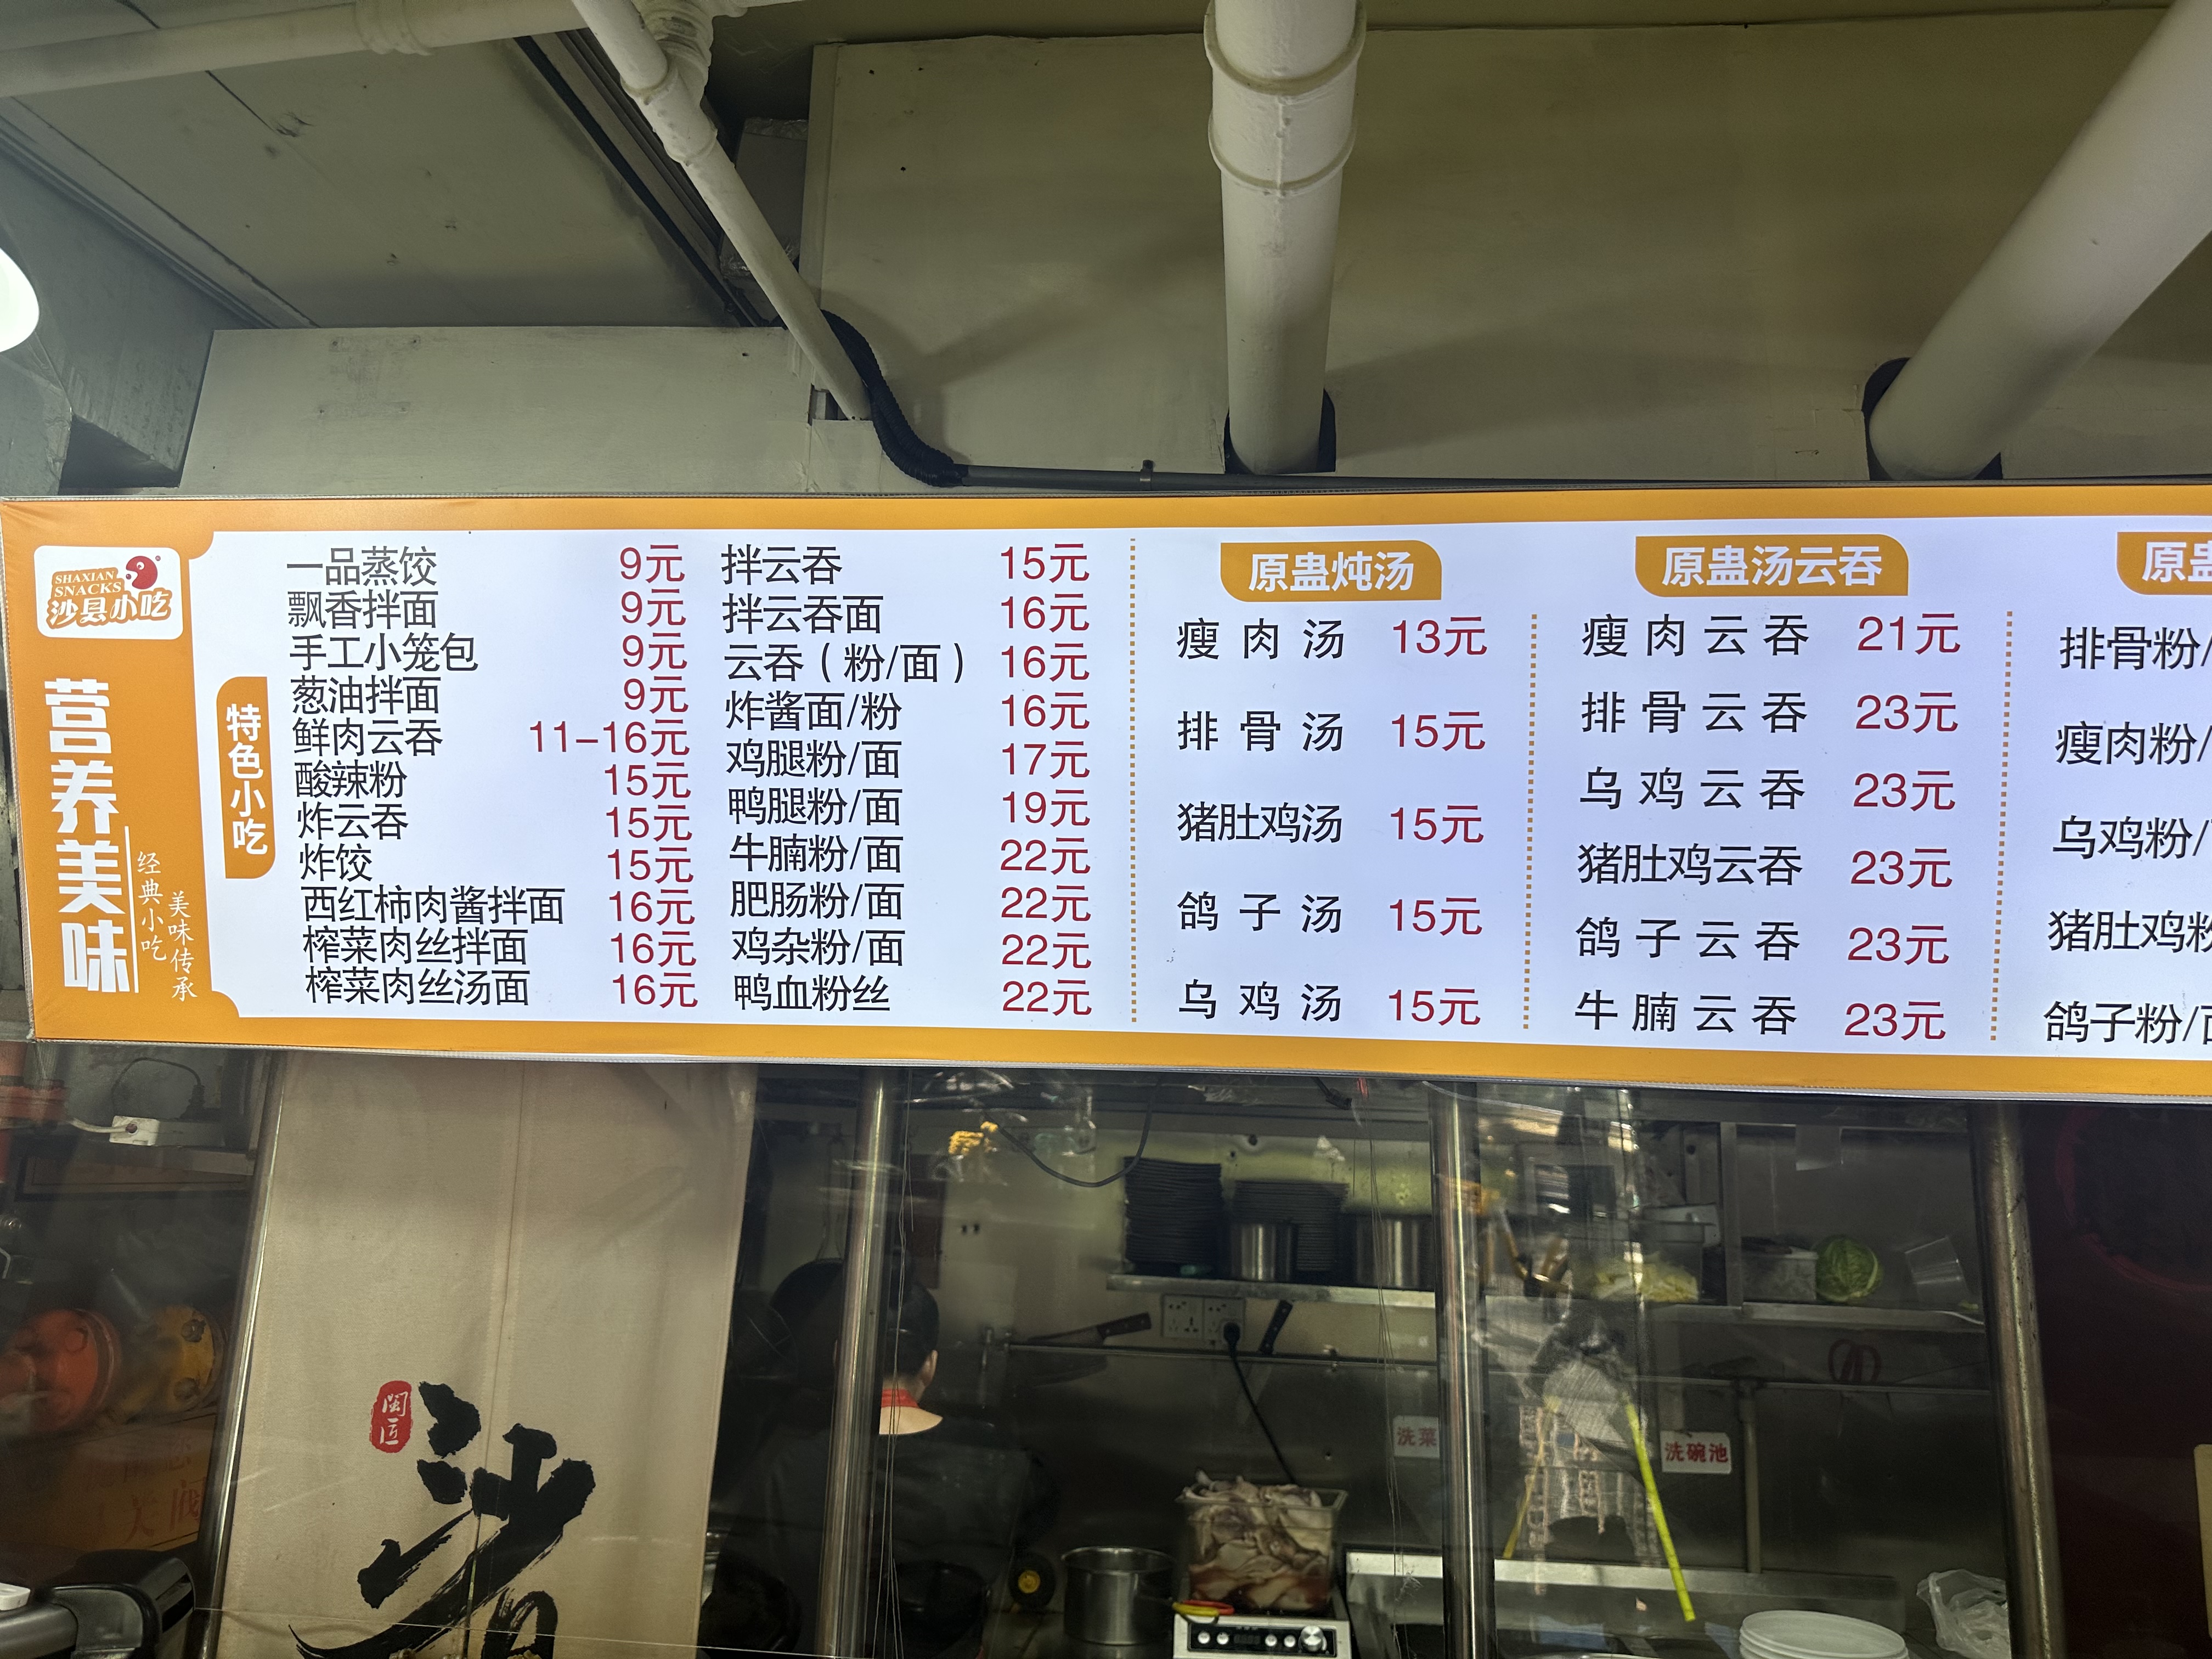 SHAXIAN
SNACKS
沙县小吃
营养美味
经典小吃
美味传承
特色小吃
一品蒸饺 9元
飘香拌面 9元
手工小笼包 9元
葱油拌面 9元
鲜肉云吞 11-16元
酸辣粉 15元
炸云吞 15元
炸饺 15元
西红柿肉酱拌面 16元
榨菜肉丝拌面 16元
榨菜肉丝汤面 16元
拌云吞 15元
拌云吞面 16元
云吞(粉/面) 16元
炸酱面/粉 16元
鸡腿粉/面 17元
鸭腿粉/面 19元
牛腩粉/面 22元
肥肠粉/面 22元
鸡杂粉/面 22元
鸭血粉丝 22元
原蛊炖汤
瘦肉汤 13元
排骨汤 15元
猪肚鸡汤 15元
鸽子汤 15元
乌鸡汤 15元
原蛊汤云吞
瘦肉云吞 21元
排骨云吞 23元
乌鸡云吞 23元
猪肚鸡云吞 23元
鸽子云吞 23元
牛腩云吞 23元
原蛊
排骨粉/
瘦肉粉/
乌鸡粉/
猪肚鸡粉
鸽子粉/面
闽匠
沙
洗菜
洗碗池